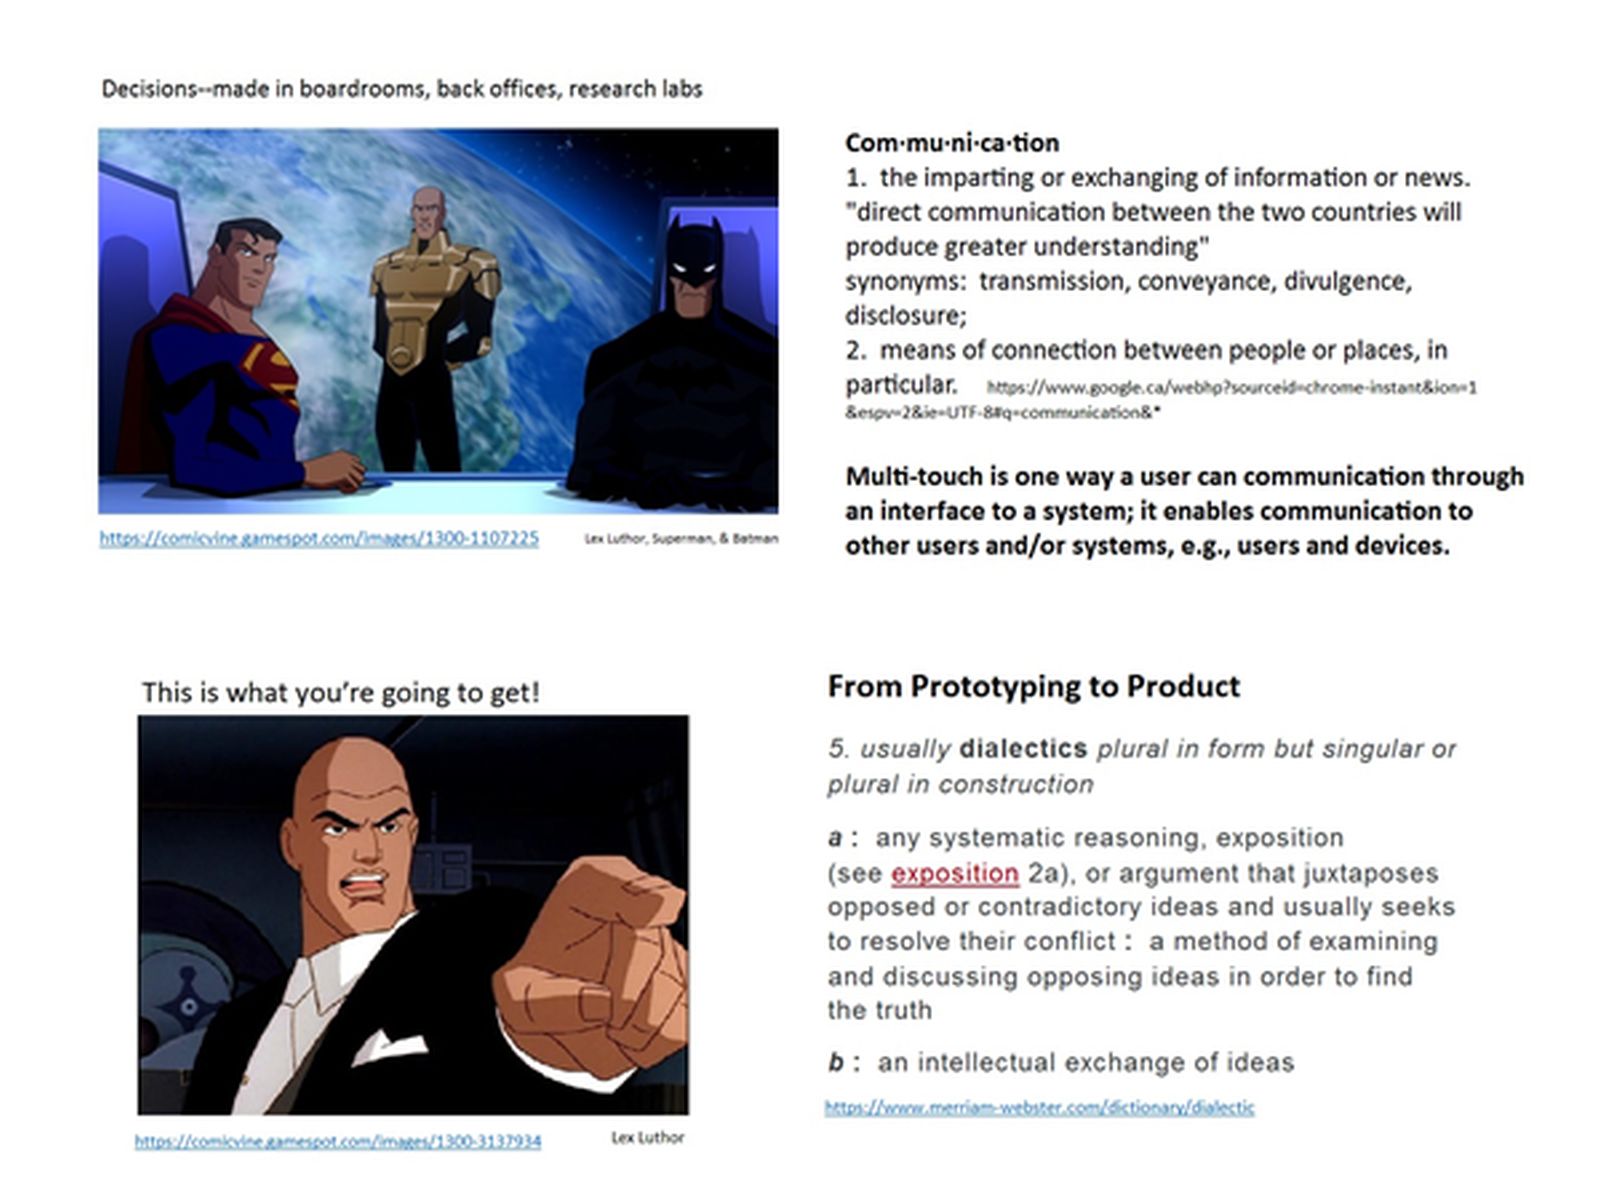 Decisions--made in boardrooms, back offices, research labs
https://comicvine.gamespot.com/images/1300-1107225
Lex Luthor, Superman, & Batman
Com·mu·ni·ca·tion
1.  the imparting or exchanging of information or news.
"direct communication between the two countries will
produce greater understanding"
synonyms:  transmission, conveyance, divulgence,
disclosure;
2.  means of connection between people or places, in
particular.    https://www.google.ca/webhp?sourceid=chrome-instant&ion=1
&espv=2&ie=UTF-8#q=communication&*
Multi-touch is one way a user can communication through
an interface to a system; it enables communication to
other users and/or systems, e.g., users and devices.
This is what you’re going to get!
https://comicvine.gamespot.com/images/1300-3137934
Lex Luthor
From Prototyping to Product
5. usually dialectics plural in form but singular or
plural in construction
a :  any systematic reasoning, exposition
(see exposition 2a), or argument that juxtaposes
opposed or contradictory ideas and usually seeks
to resolve their conflict :  a method of examining
and discussing opposing ideas in order to find
the truth
b :  an intellectual exchange of ideas
https://www.merriam-webster.com/dictionary/dialectic